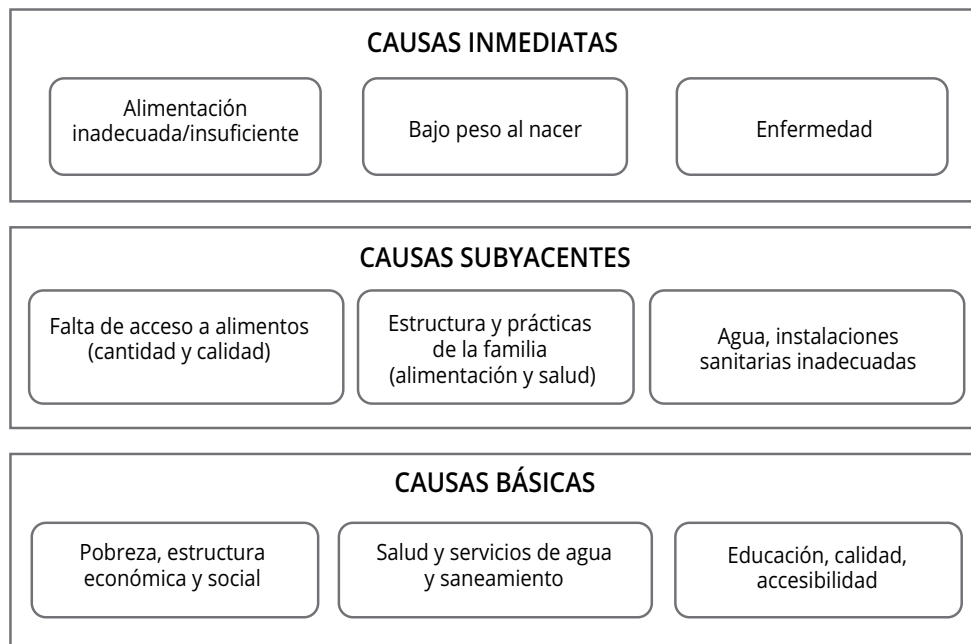 CAUSAS INMEDIATAS
Alimentación
inadecuada/insuficiente
Bajo peso al nacer
Enfermedad
CAUSAS SUBYACENTES
Falta de acceso a alimentos
(cantidad y calidad)
Estructura y prácticas
de la familia
(alimentación y salud)
Agua, instalaciones
sanitarias inadecuadas
CAUSAS BÁSICAS
Pobreza, estructura
económica y social
Salud y servicios de agua
y saneamiento
Educación, calidad,
accesibilidad